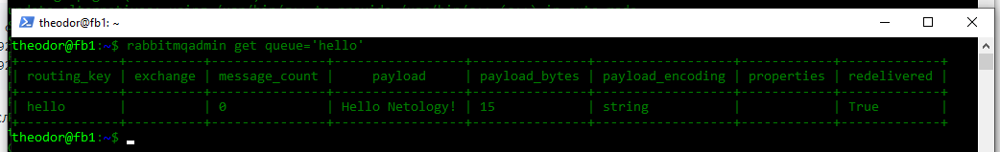 theodor@fb1: ~
theodor@fb1:~$ rabbitmqadmin get queue='hello'
+-------------+----------+---------------+------------------+---------------+------------------+------------+-------------+
| routing_key | exchange | message_count | payload | payload_bytes | payload_encoding | properties | redelivered |
+-------------+----------+---------------+------------------+---------------+------------------+------------+-------------+
| hello | | 0 | Hello Netology! | 15 | string | | True |
+-------------+----------+---------------+------------------+---------------+------------------+------------+-------------+
theodor@fb1:~$